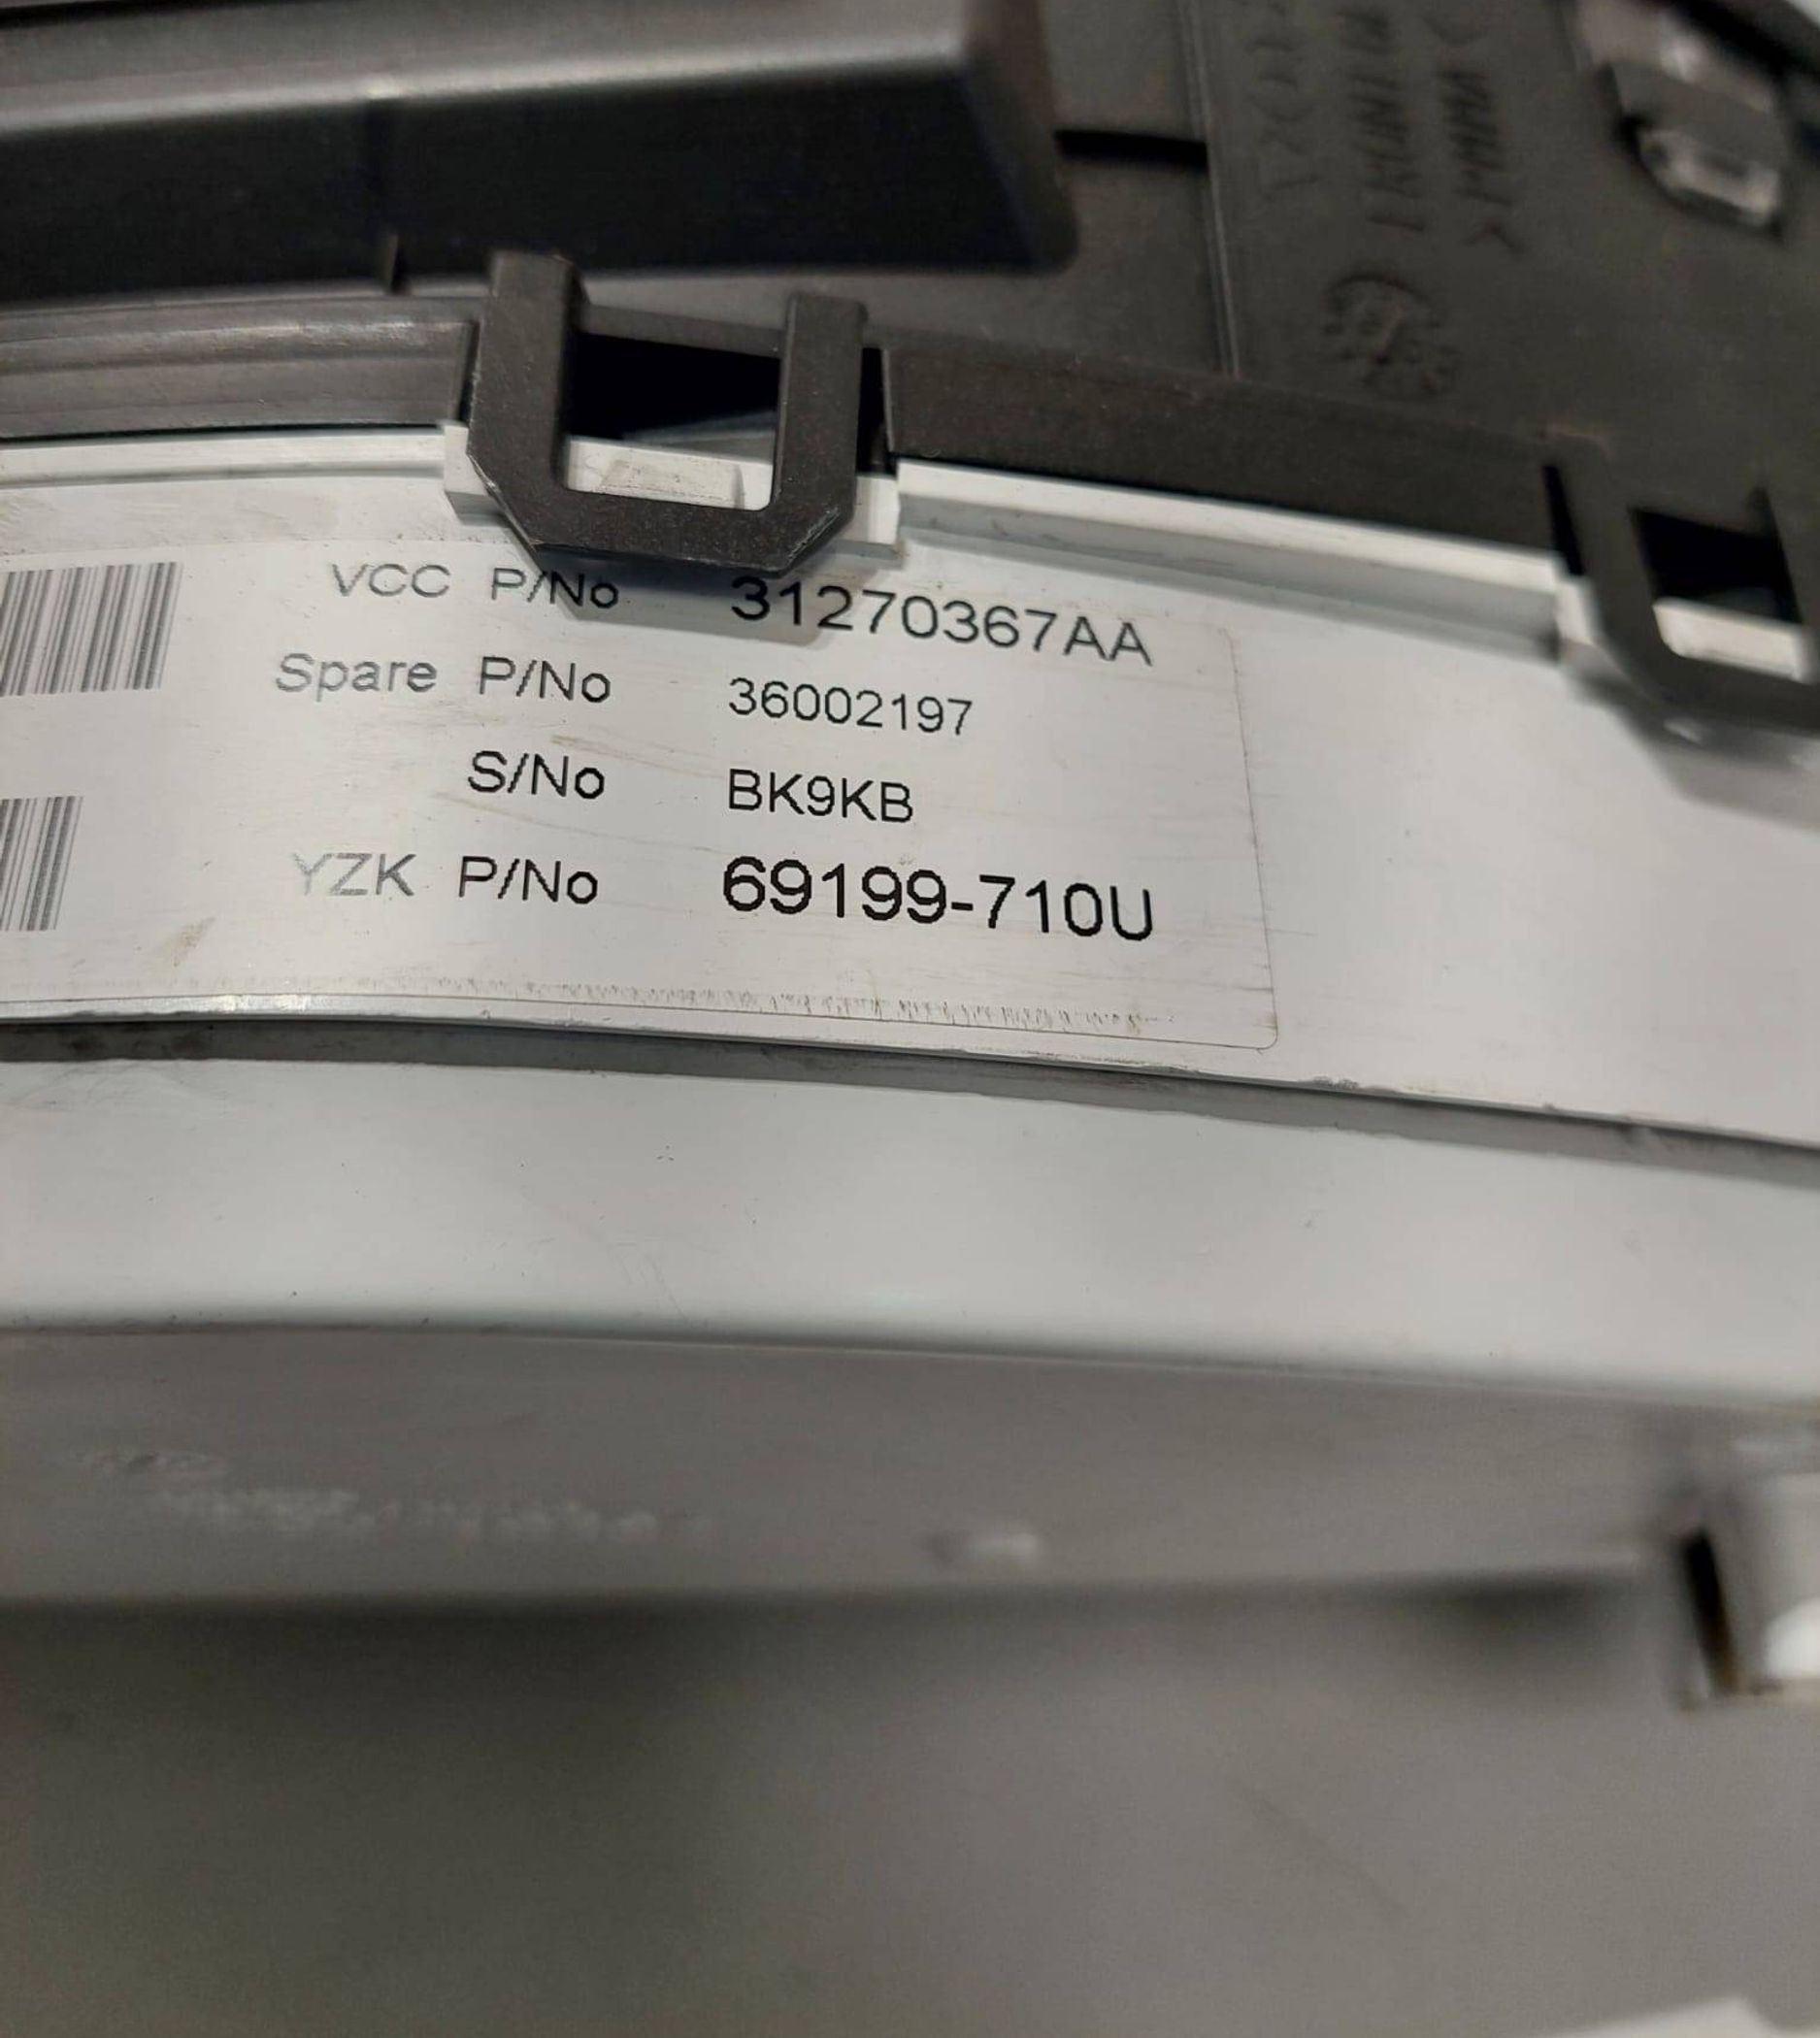 VCC P/No 31270367AA
Spare P/No 36002197
S/No BK9KB
YZK P/No 69199-710U